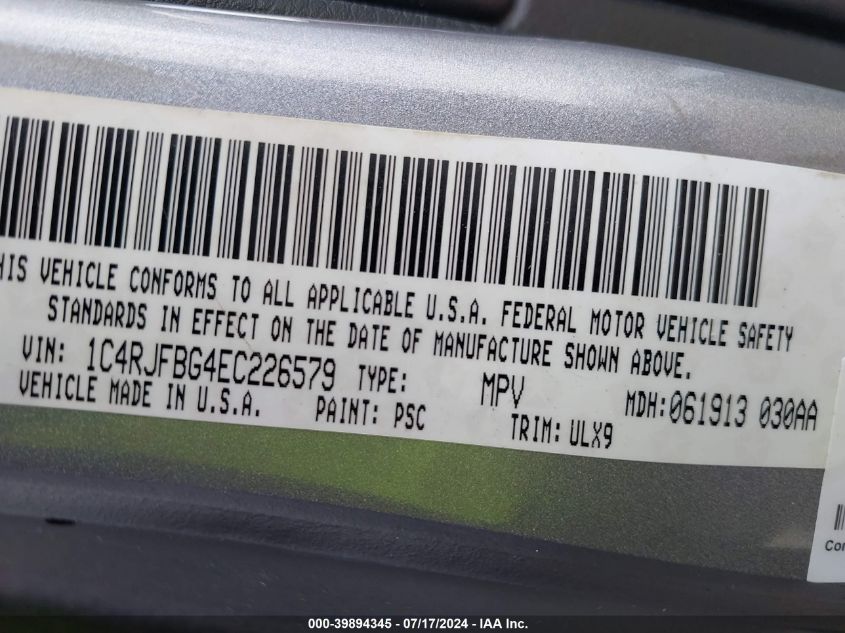 HIS VEHICLE CONFORMS TO ALL APPLICABLE U.S.A. FEDERAL MOTOR VEHICLE SAFETY
STANDARDS IN EFFECT ON THE DATE OF MANUFACTURE SHOWN ABOVE.
VIN: 1C4RJFBG4EC226579 TYPE: MPV MDH: 061913 030AA
VEHICLE MADE IN U.S.A. PAINT: PSC TRIM: ULX9
Con
000-39894345 - 07/17/2024 - IAA Inc.